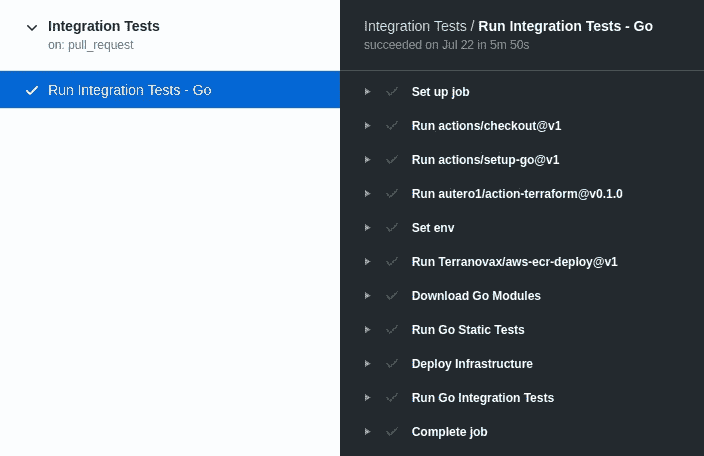 Integration Tests
on: pull_request
Run Integration Tests - Go
Integration Tests / Run Integration Tests - Go
succeeded on Jul 22 in 5m 50s
Set up job
Run actions/checkout@v1
Run actions/setup-go@v1
Run autero1/action-terraform@v0.1.0
Set env
Run Terranovax/aws-ecr-deploy@v1
Download Go Modules
Run Go Static Tests
Deploy Infrastructure
Run Go Integration Tests
Complete job